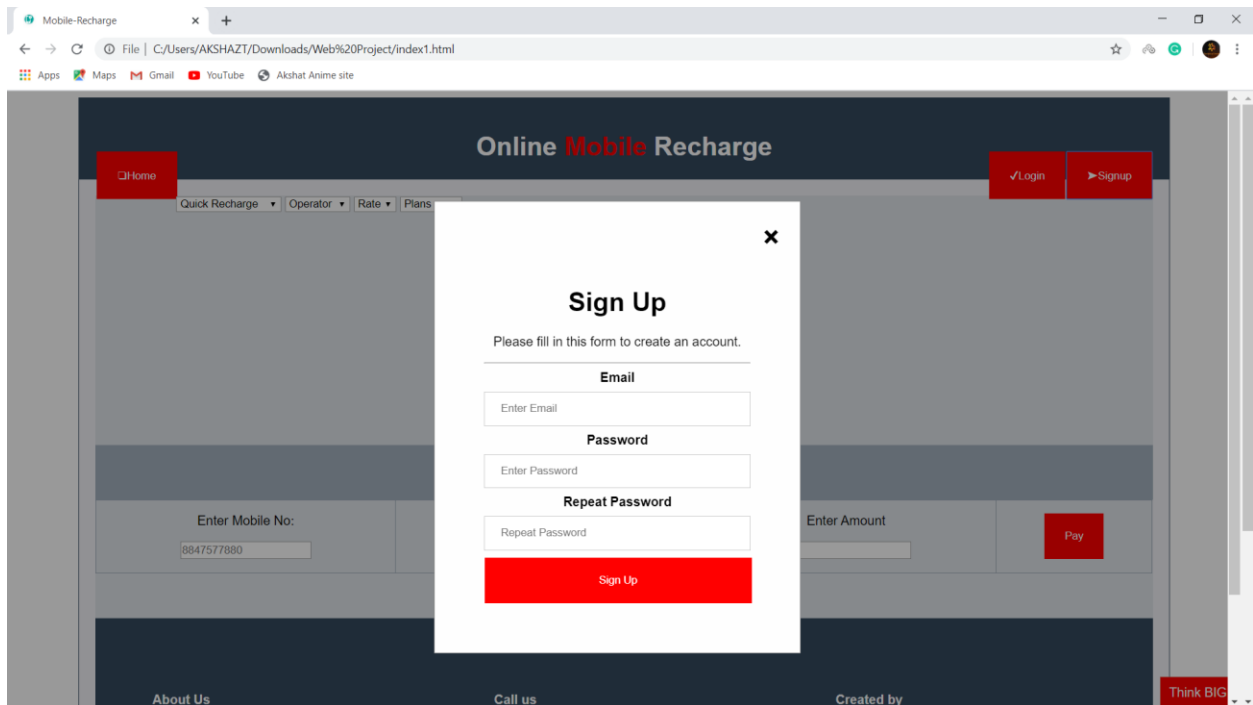 Mobile-Recharge
File | C:/Users/AKSHAZT/Downloads/Web%20Project/index1.html
Apps Maps Gmail YouTube Akshat Anime site
Online Mobile Recharge
❏Home
✓Login ➤Signup
Quick Recharge Operator Rate Plans
Sign Up
Please fill in this form to create an account.
Email
Enter Email
Password
Enter Password
Repeat Password
Repeat Password
Sign Up
Enter Mobile No:
8847577880
Enter Amount
Pay
About Us Call us Created by
Think BIG